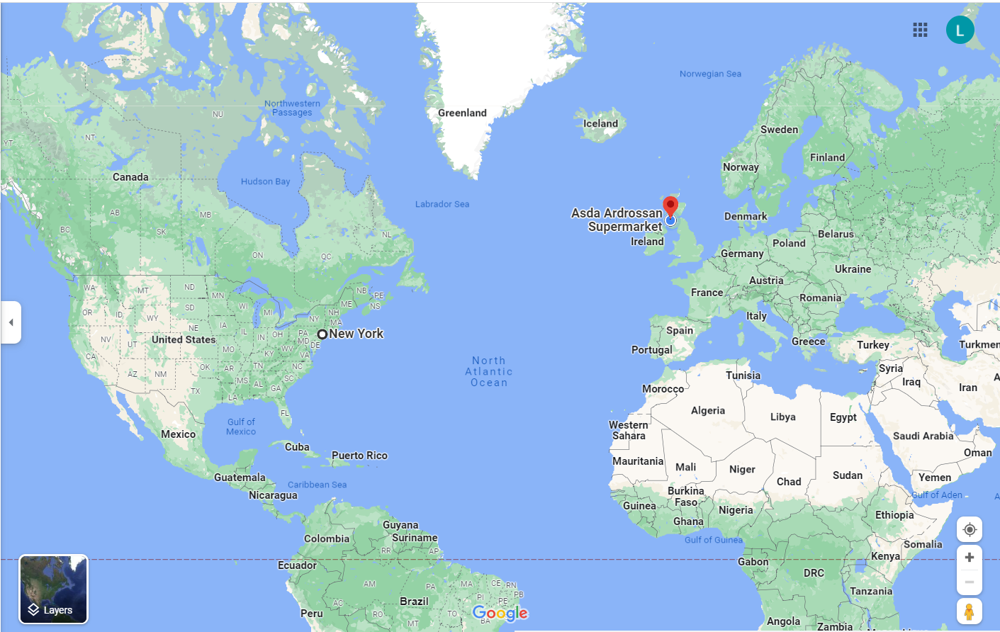 L
Norwegian Sea
Northwestern
Passages
Greenland
NU
Iceland
Sweden
NT
YT
Finland
Norway
Canada
Hudson Bay
Labrador Sea
AB
MB
Asda Ardrossan
Supermarket
Denmark
BC
SK
NL
Ireland
Belarus
Poland
Germany
ON
QC
Ukraine
Austria
WA
MT
ND
MN
NB
PE
France
Romania
OR
ID
SD
WI
MI
ME
NS
NH
Italy
WY
NE
IA
NY
MA
United States
NV
UT
IL
IN
OH
PA
New York
Spain
MD
DE
Greece
Turkey
Turkmen
Portugal
CA
MO
KY
WV
VA
AZ
NM
OK
AR
TN
NC
North
Atlantic
Ocean
Syria
Tunisia
MS
AL
SC
GA
Iraq
Iran
A
TX
LA
Morocco
Algeria
Libya
Egypt
FL
Gulf of
Mexico
Western
Sahara
Mexico
Saudi Arabia
Cuba
Puerto Rico
Oman
Mauritania
Mali
Niger
Sudan
Chad
Yemen
Guatemala
Caribbean Sea
Nicaragua
Burkina
Faso
Gulf of Aden
A
Guinea
Nigeria
Ethiopia
Ghana
Guyana
Suriname
Colombia
Gulf of Guinea
Somalia
RR
AP
Ecuador
Gabon
Kenya
DRC
AM
PA
MA
CE
RN
Tanzania
PB
PI
PE
AC
Brazil
Layers
Peru
RO
TO
Google
BA
MT
Angola
Zambia